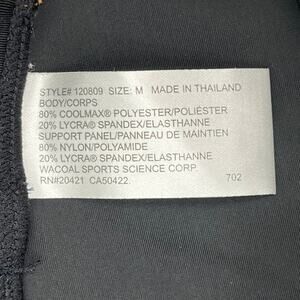 STYLE# 120809 SIZE: M MADE IN THAILAND
BODY/CORPS
80% COOLMAX® POLYESTER/POLIÉSTER
20% LYCRA® SPANDEX/ELASTHANNE
SUPPORT PANEL/PANNEAU DE MAINTIEN
80% NYLON/POLYAMIDE
20% LYCRA® SPANDEX/ELASTHANNE
WACOAL SPORTS SCIENCE CORP.
RN#20421 CA50422. 702